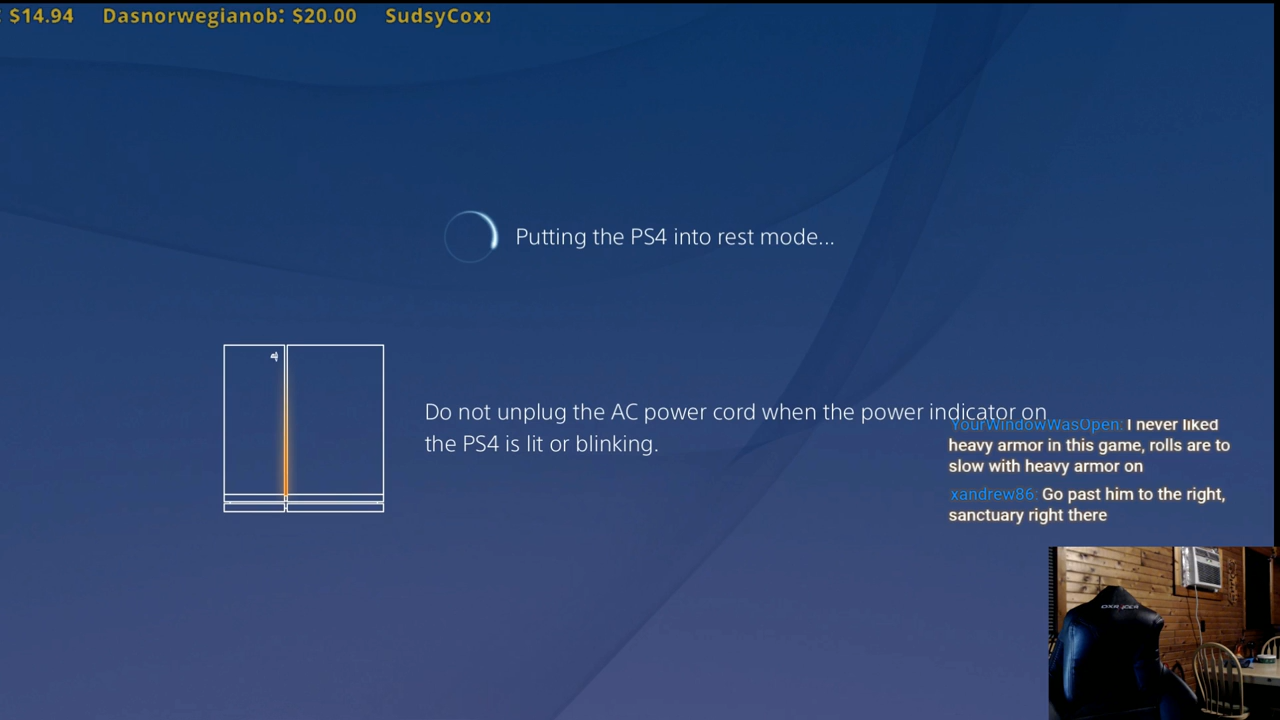 : $14.94 Dasnorwegianob: $20.00 SudsyCox
Putting the PS4 into rest mode...
Do not unplug the AC power cord when the power indicator on
the PS4 is lit or blinking.
YourWindowWasOpen: I never liked
heavy armor in this game, rolls are to
slow with heavy armor on
xandrew86: Go past him to the right,
sanctuary right there